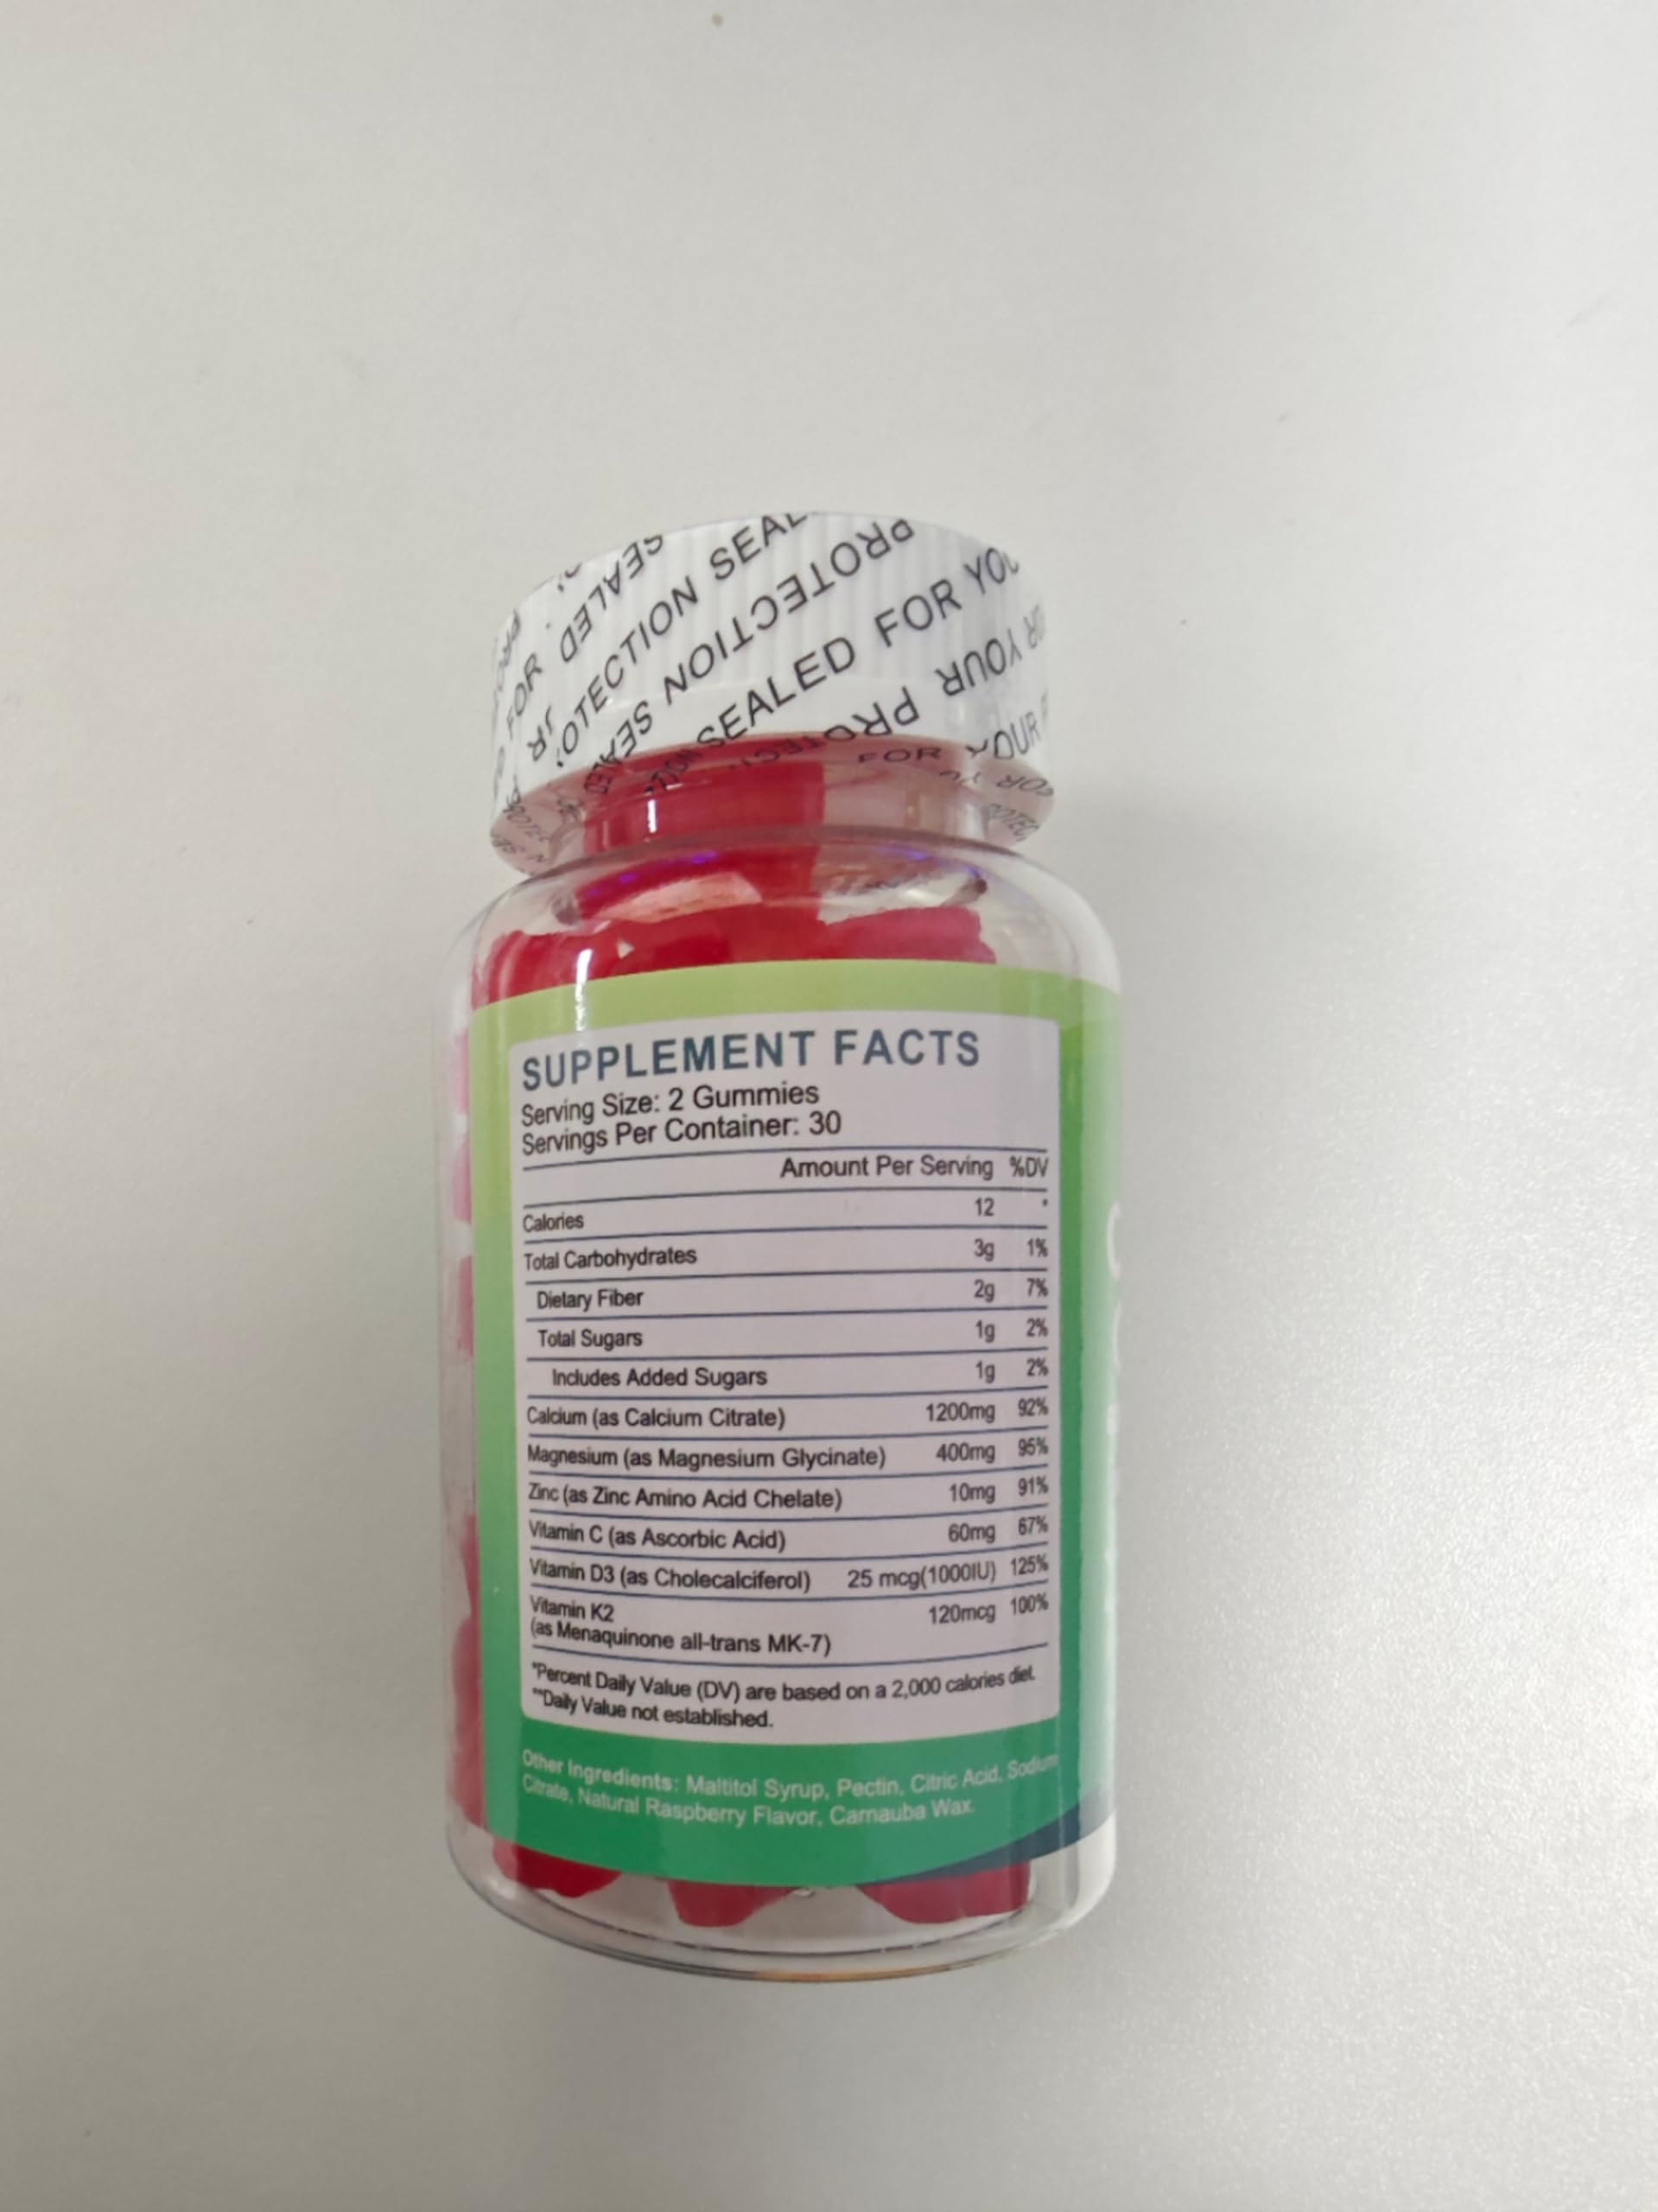 SEALED
PROTECTION SEAL
PROTECTION
SEALED FOR YOU
FOR YOUR
SUPPLEMENT FACTS
Serving Size: 2 Gummies
Servings Per Container: 30
Amount Per Serving %DV
Calories 12 *
Total Carbohydrates 3g 1%
Dietary Fiber 2g 7%
Total Sugars 1g 2%
Includes Added Sugars 1g 2%
Calcium (as Calcium Citrate) 1200mg 92%
Magnesium (as Magnesium Glycinate) 400mg 95%
Zinc (as Zinc Amino Acid Chelate) 10mg 91%
Vitamin C (as Ascorbic Acid) 60mg 67%
Vitamin D3 (as Cholecalciferol) 25 mcg(1000IU) 125%
Vitamin K2 120mcg 100%
(as Menaquinone all-trans MK-7)
*Percent Daily Value (DV) are based on a 2,000 calories diet.
**Daily Value not established.
Other Ingredients: Maltitol Syrup, Pectin, Citric Acid, Sodium
Citrate, Natural Raspberry Flavor, Carnauba Wax.